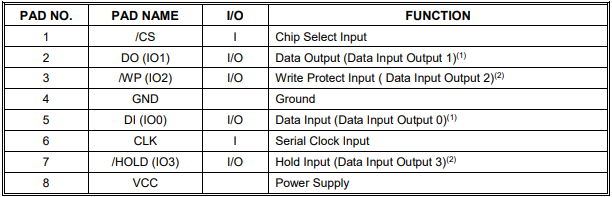 PAD NO. PAD NAME I/O FUNCTION
1 /CS I Chip Select Input
2 DO (IO1) I/O Data Output (Data Input Output 1)(1)
3 /WP (IO2) I/O Write Protect Input ( Data Input Output 2)(2)
4 GND Ground
5 DI (IO0) I/O Data Input (Data Input Output 0)(1)
6 CLK I Serial Clock Input
7 /HOLD (IO3) I/O Hold Input (Data Input Output 3)(2)
8 VCC Power Supply